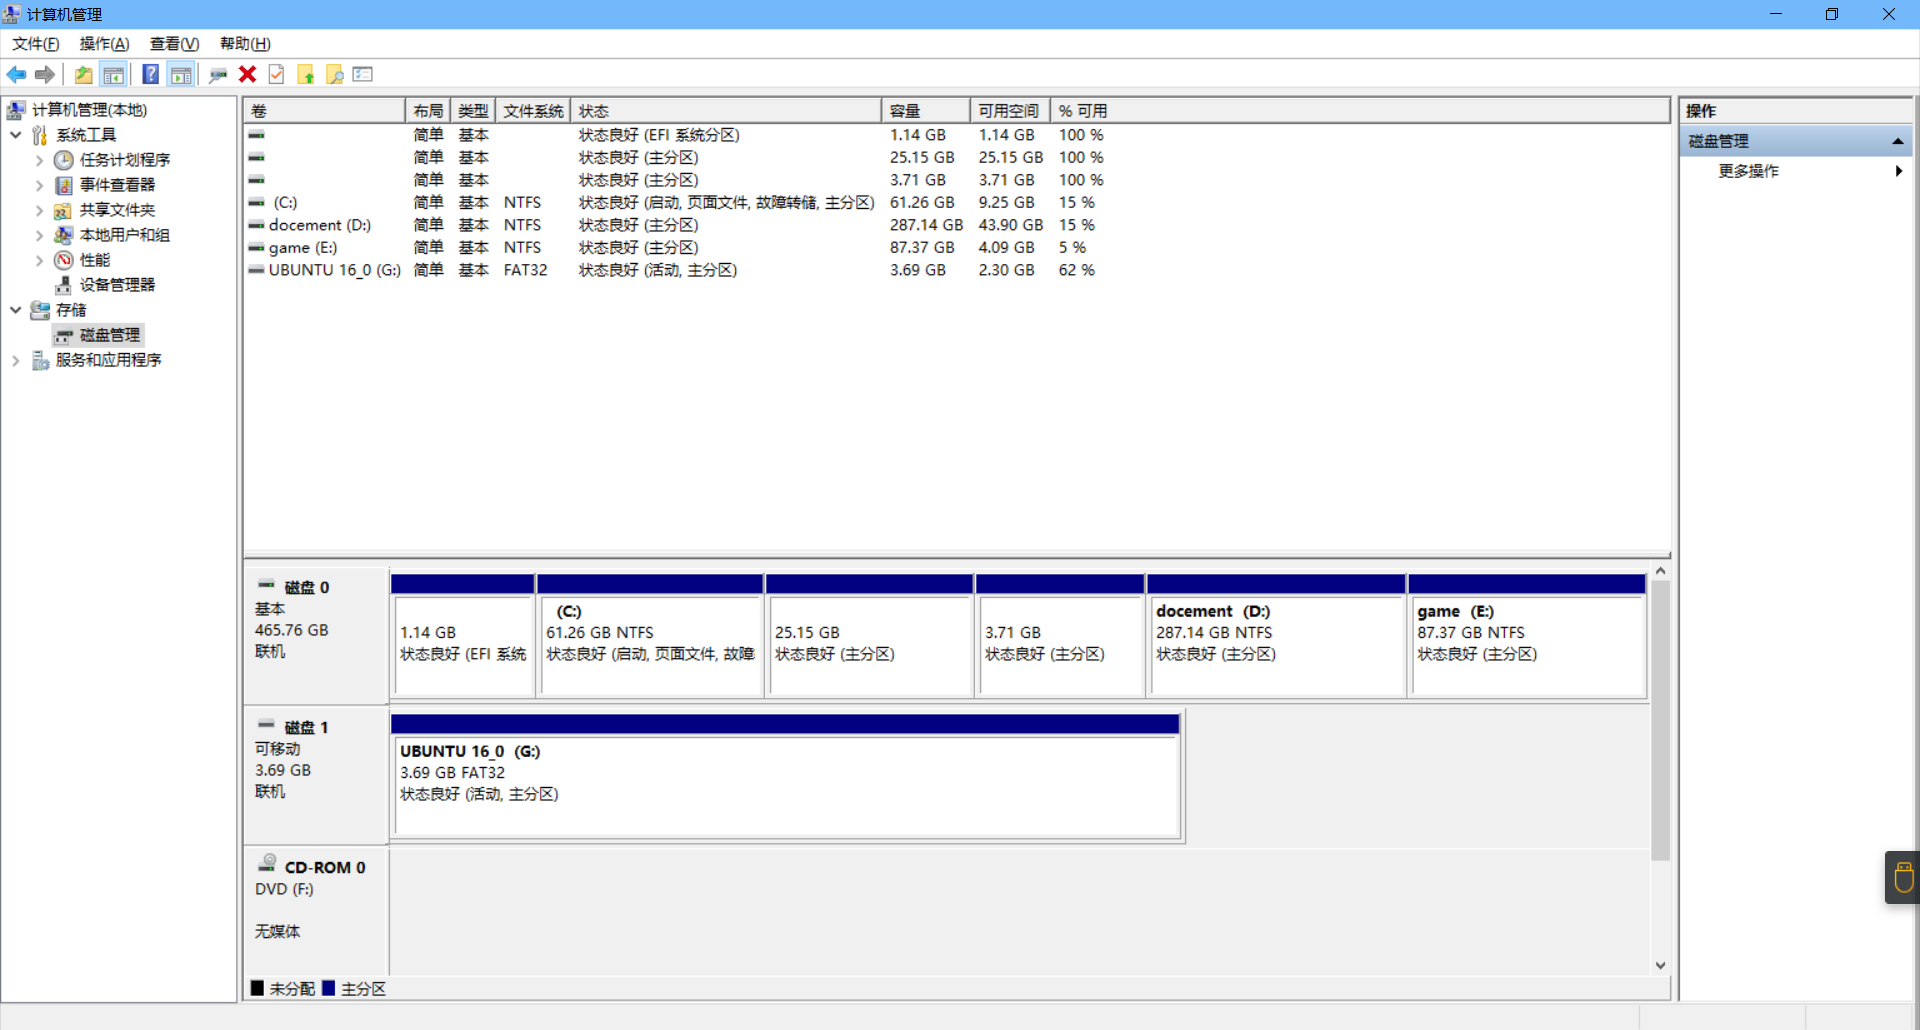 计算机管理
文件(F) 操作(A) 查看(V) 帮助(H)
计算机管理(本地)
系统工具
任务计划程序
事件查看器
共享文件夹
本地用户和组
性能
设备管理器
存储
磁盘管理
服务和应用程序
卷 布局 类型 文件系统 状态 容量 可用空间 % 可用
简单 基本 状态良好 (EFI 系统分区) 1.14 GB 1.14 GB 100 %
简单 基本 状态良好 (主分区) 25.15 GB 25.15 GB 100 %
简单 基本 状态良好 (主分区) 3.71 GB 3.71 GB 100 %
(C:) 简单 基本 NTFS 状态良好 (启动, 页面文件, 故障转储, 主分区) 61.26 GB 9.25 GB 15 %
docement (D:) 简单 基本 NTFS 状态良好 (主分区) 287.14 GB 43.90 GB 15 %
game (E:) 简单 基本 NTFS 状态良好 (主分区) 87.37 GB 4.09 GB 5 %
UBUNTU 16_0 (G:) 简单 基本 FAT32 状态良好 (活动, 主分区) 3.69 GB 2.30 GB 62 %
磁盘 0
基本
465.76 GB
联机
1.14 GB
状态良好 (EFI 系统
(C:)
61.26 GB NTFS
状态良好 (启动, 页面文件, 故障
25.15 GB
状态良好 (主分区)
3.71 GB
状态良好 (主分区)
docement (D:)
287.14 GB NTFS
状态良好 (主分区)
game (E:)
87.37 GB NTFS
状态良好 (主分区)
磁盘 1
可移动
3.69 GB
联机
UBUNTU 16_0 (G:)
3.69 GB FAT32
状态良好 (活动, 主分区)
CD-ROM 0
DVD (F:)
无媒体
未分配 主分区
操作
磁盘管理
更多操作